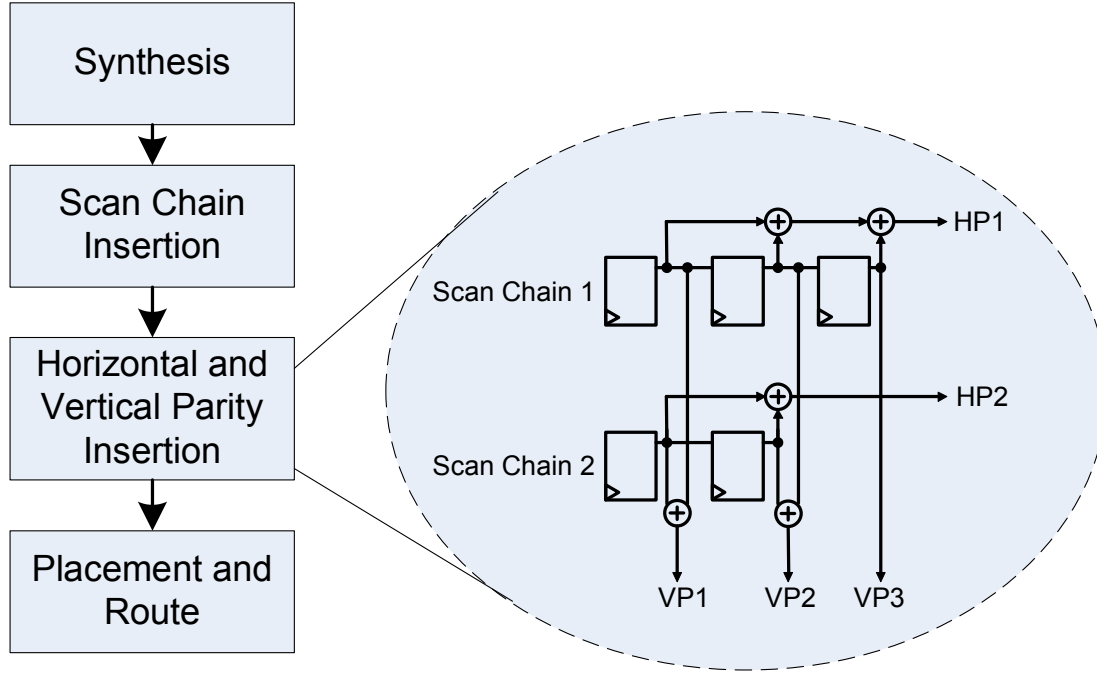 Synthesis
Scan Chain
Insertion
Horizontal and
Vertical Parity
Insertion
Placement and
Route
HP1
Scan Chain 1
HP2
Scan Chain 2
VP1 VP2 VP3